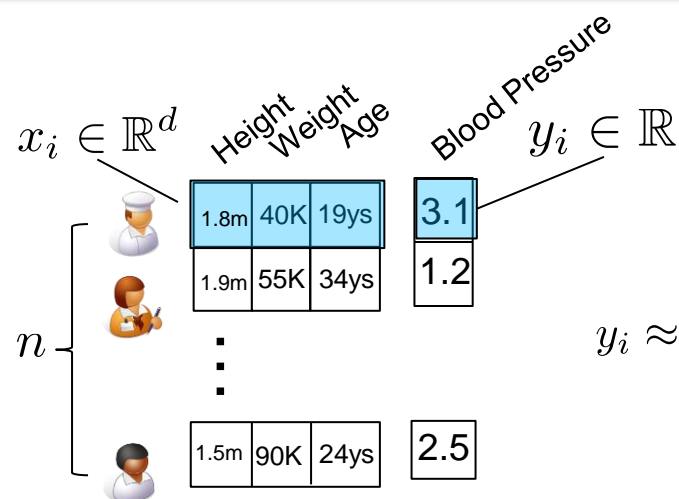 Height Weight Age Blood Pressure
x_i ∈ ℝ^d y_i ∈ ℝ
1.8m 40K 19ys 3.1
1.9m 55K 34ys 1.2
n ⋮ y_i ≈
1.5m 90K 24ys 2.5